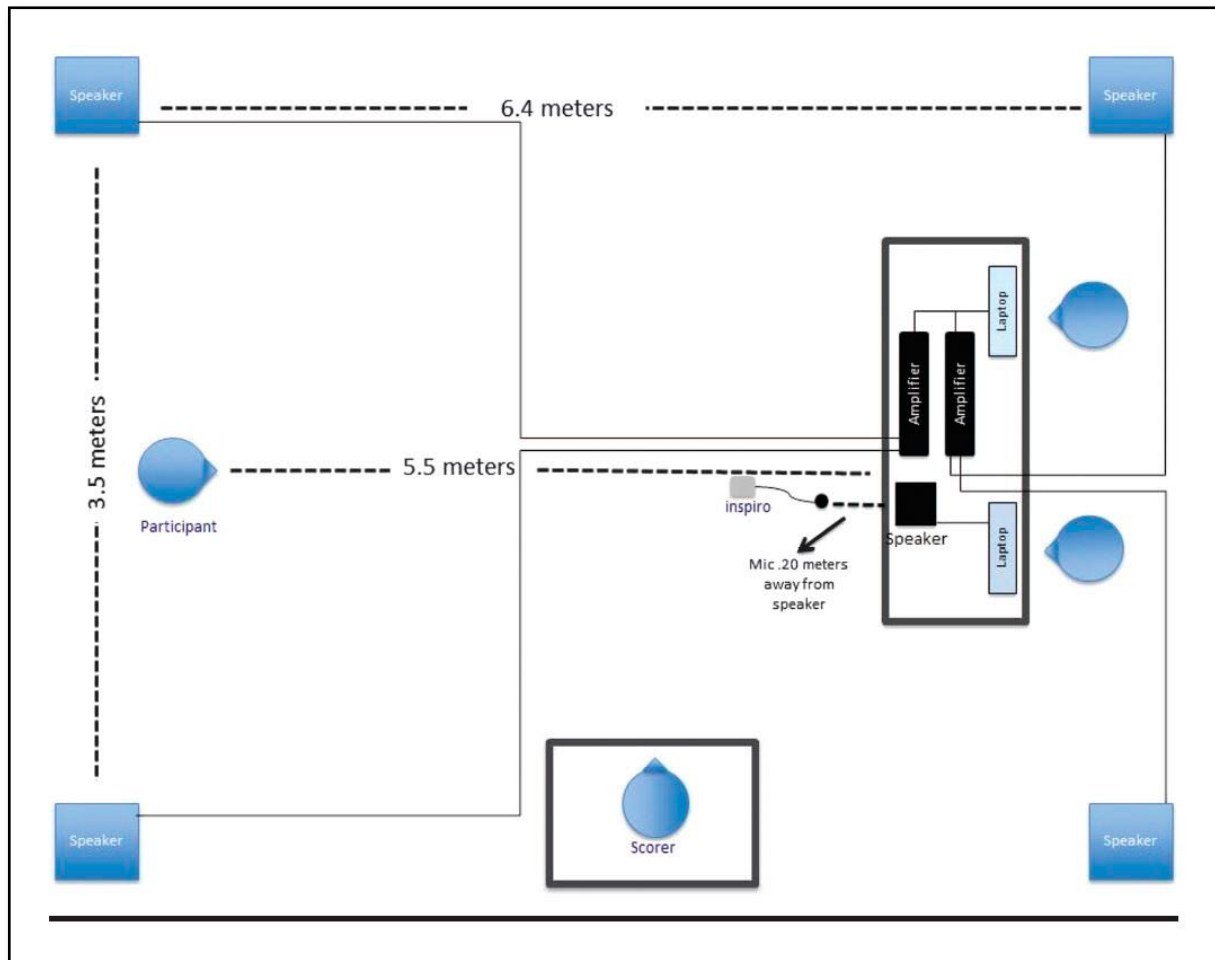 Speaker
6.4 meters
Speaker
Laptop
Amplifier
Amplifier
3.5 meters
5.5 meters
Participant
inspiro
Speaker
Laptop
Mic .20 meters
away from
speaker
Scorer
Speaker
Speaker